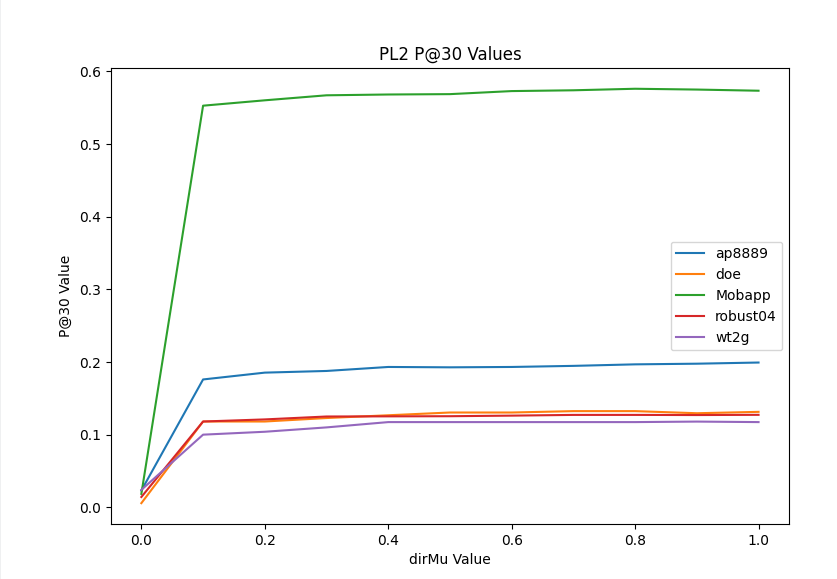 PL2 P@30 Values
P@30 Value
0.6
0.5
0.4
0.3
0.2
0.1
0.0
ap8889
doe
Mobapp
robust04
wt2g
0.0 0.2 0.4 0.6 0.8 1.0
dirMu Value